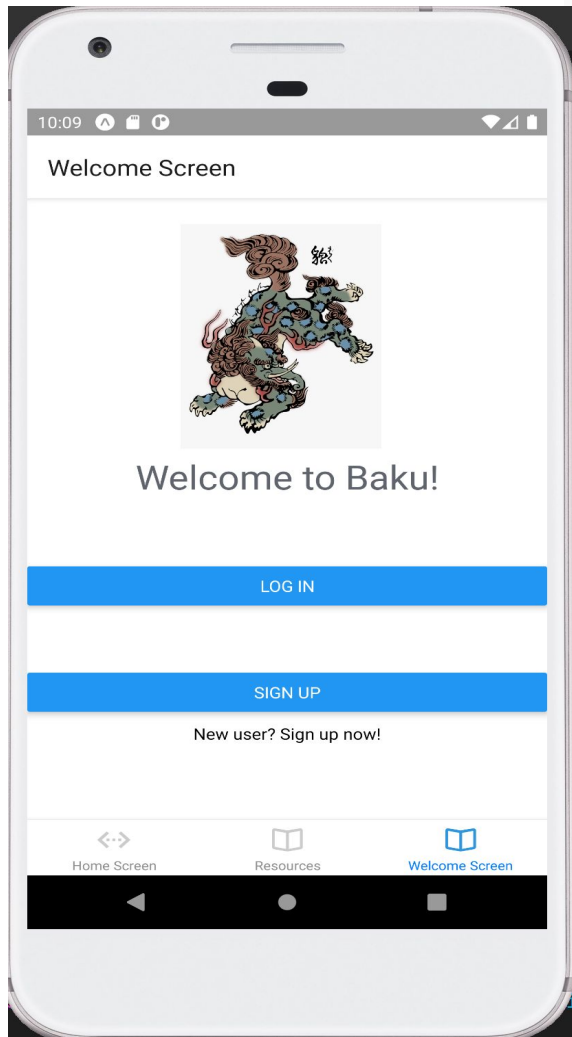 10:09
Welcome Screen
獏
Welcome to Baku!
LOG IN
SIGN UP
New user? Sign up now!
Home Screen
Resources
Welcome Screen